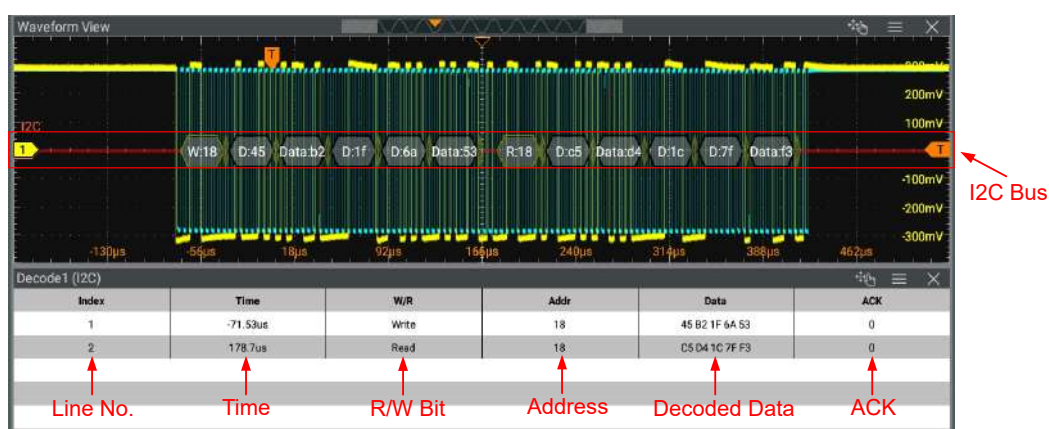 Waveform View
T
200mV
I2C
100mV
1
W:18 D:45 Data:b2 D:1f D:6a Data:53 R:18 D:c5 Data:d4 D:1c D:7f Data:f3
T
I2C Bus
-100mV
-200mV
-300mV
-130µs -56µs 18µs 92µs 166µs 240µs 314µs 388µs 462µs
Decode1 (I2C)
Index Time W/R Addr Data ACK
1 -71.53us Write 18 45 B2 1F 6A 53 0
2 178.7us Read 18 C5 D4 1C 7F F3 0
Line No. Time R/W Bit Address Decoded Data ACK